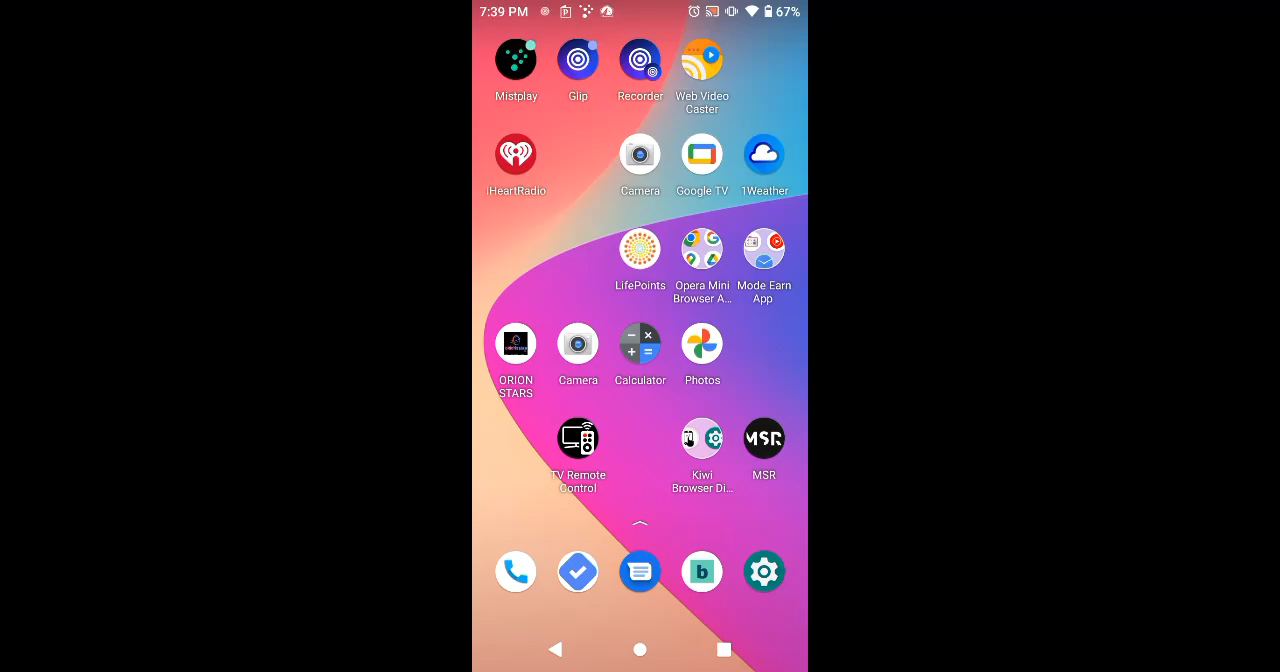 7:39 PM 67%
Mistplay Glip Recorder Web Video
Caster
iHeartRadio Camera Google TV 1Weather
LifePoints Opera Mini Mode Earn
Browser A... App
ORION Camera Calculator Photos
STARS
TV Remote Kiwi MSR
Control Browser Di...
MSR
b